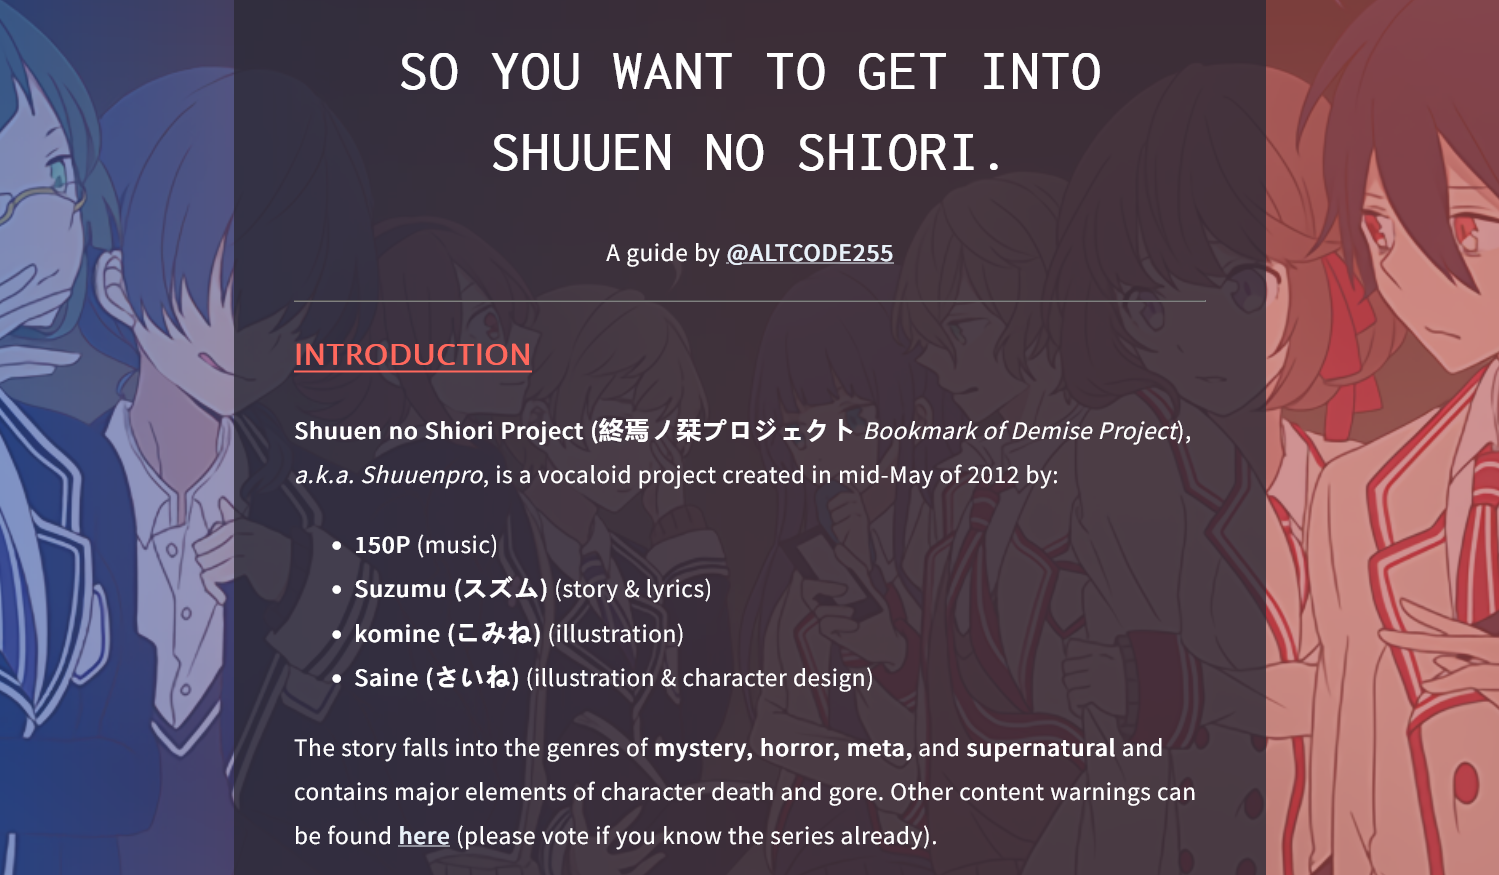 SO YOU WANT TO GET INTO
SHUUEN NO SHIORI.
A guide by @ALTCODE255
INTRODUCTION
Shuuen no Shiori Project (終焉ノ栞プロジェクト Bookmark of Demise Project),
a.k.a. Shuuenpro, is a vocaloid project created in mid-May of 2012 by:
• 150P (music)
• Suzumu (スズム) (story & lyrics)
• komine (こみね) (illustration)
• Saine (さいね) (illustration & character design)
The story falls into the genres of mystery, horror, meta, and supernatural and
contains major elements of character death and gore. Other content warnings can
be found here (please vote if you know the series already).